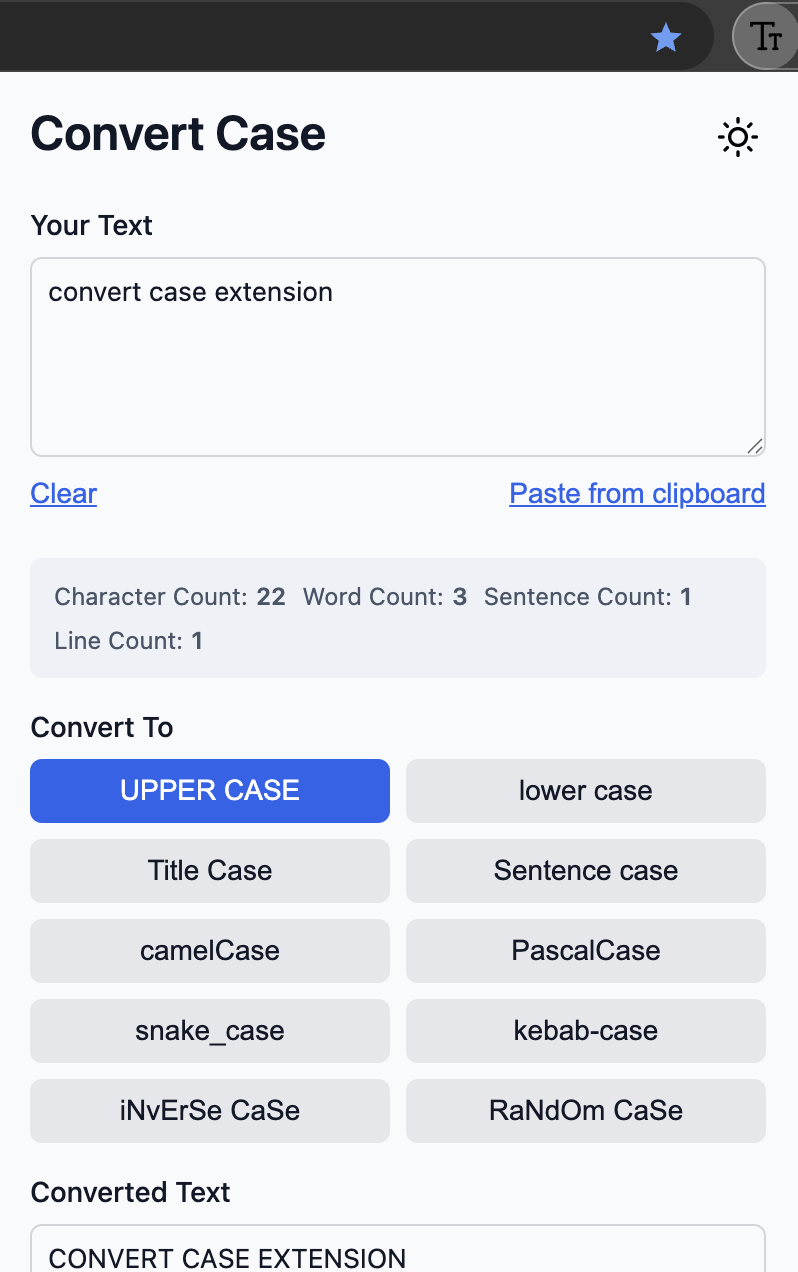 TT
Convert Case
Your Text
convert case extension
Clear Paste from clipboard
Character Count: 22 Word Count: 3 Sentence Count: 1
Line Count: 1
Convert To
UPPER CASE lower case
Title Case Sentence case
camelCase PascalCase
snake_case kebab-case
iNvErSe CaSe RaNdOm CaSe
Converted Text
CONVERT CASE EXTENSION